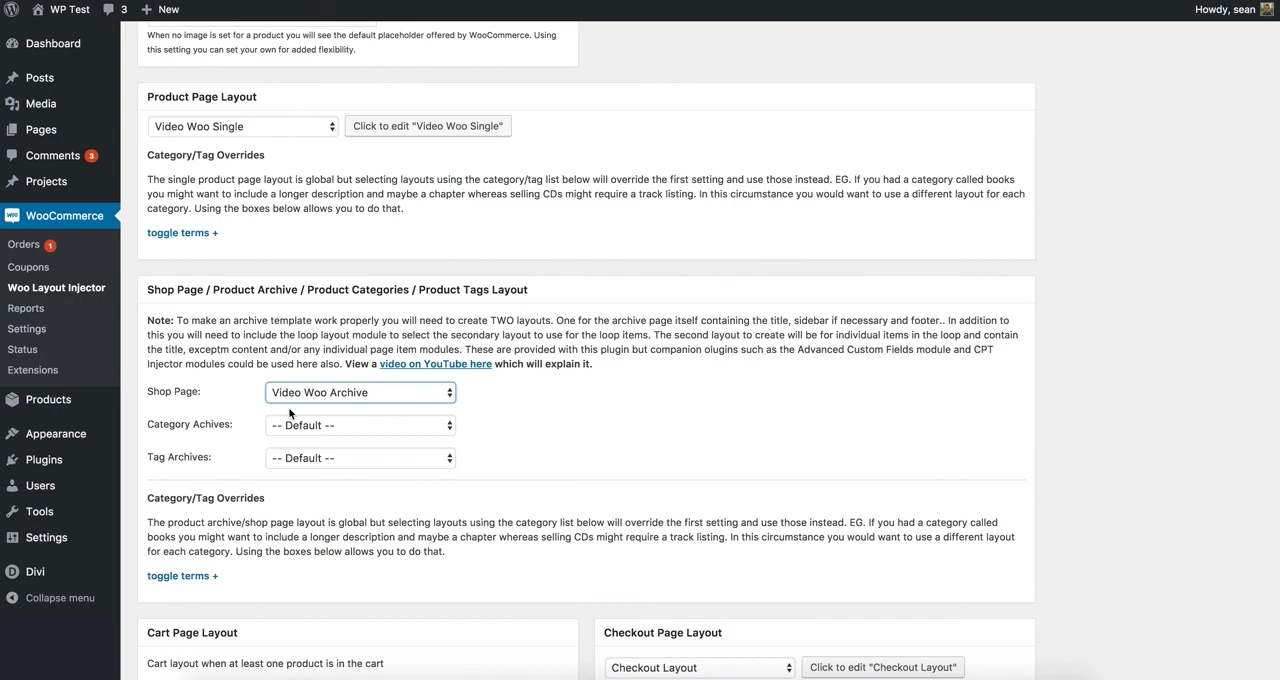 WP Test 3 + New Howdy, sean
Dashboard
Posts
Media
Pages
Comments 3
Projects
WooCommerce
Orders 1
Coupons
Woo Layout Injector
Reports
Settings
Status
Extensions
Products
Appearance
Plugins
Users
Tools
Settings
Divi
Collapse menu
When no image is set for a product you will see the default placeholder offered by WooCommerce. Using
this setting you can set your own for added flexibility.
Product Page Layout
Video Woo Single Click to edit "Video Woo Single"
Category/Tag Overrides
The single product page layout is global but selecting layouts using the category/tag list below will override the first setting and use those instead. EG. If you had a category called books
you might want to include a longer description and maybe a chapter whereas selling CDs might require a track listing. In this circumstance you would want to use a different layout for each
category. Using the boxes below allows you to do that.
toggle terms +
Shop Page / Product Archive / Product Categories / Product Tags Layout
Note: To make an archive template work properly you will need to create TWO layouts. One for the archive page itself containing the title, sidebar if necessary and footer.. In addition to
this you will need to include the loop layout module to select the secondary layout to use for the loop items. The second layout to create will be for individual items in the loop and contain
the title, exceptm content and/or any individual page item modules. These are provided with this plugin but companion olugins such as the Advanced Custom Fields module and CPT
Injector modules could be used here also. View a video on YouTube here which will explain it.
Shop Page: Video Woo Archive
Category Achives: -- Default --
Tag Archives: -- Default --
Category/Tag Overrides
The product archive/shop page layout is global but selecting layouts using the category list below will override the first setting and use those instead. EG. If you had a category called
books you might want to include a longer description and maybe a chapter whereas selling CDs might require a track listing. In this circumstance you would want to use a different layout
for each category. Using the boxes below allows you to do that.
toggle terms +
Cart Page Layout
Cart layout when at least one product is in the cart
Checkout Page Layout
Checkout Layout Click to edit "Checkout Layout"